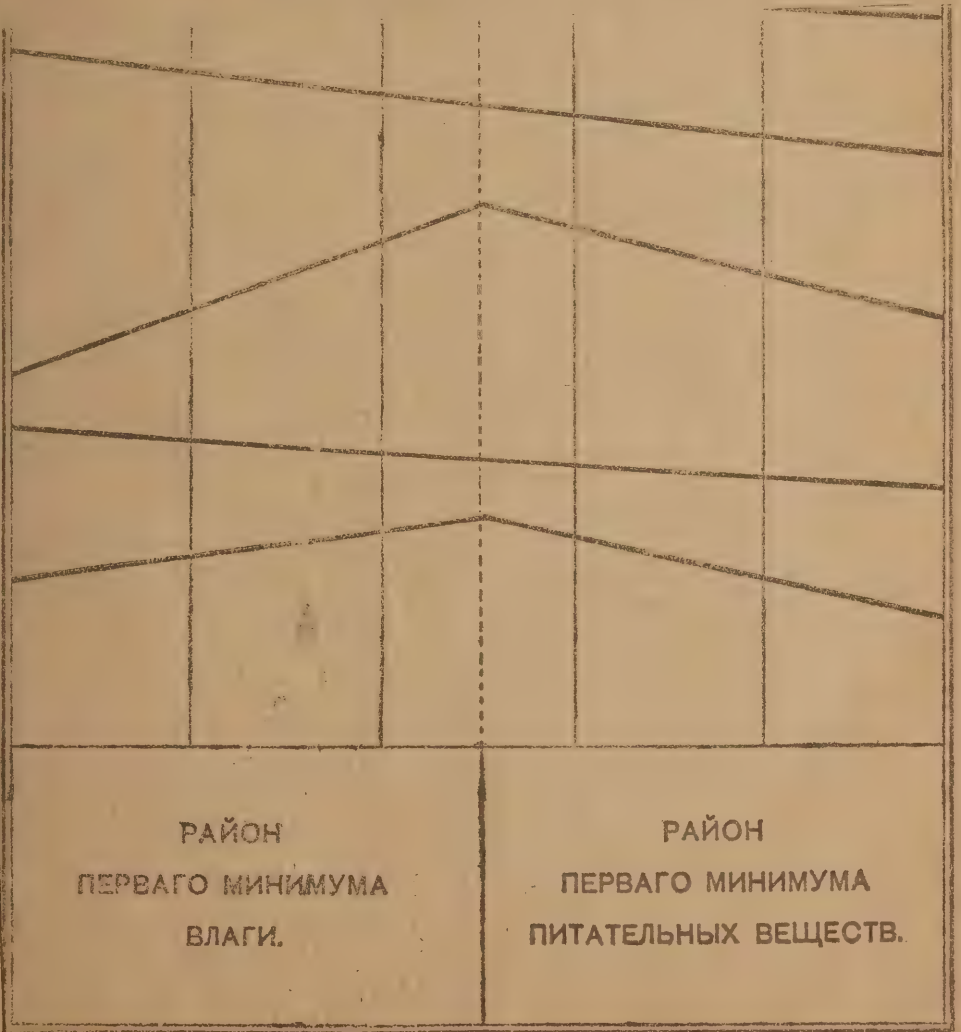 РАЙОН
ПЕРВАГО МИНИМУМА
ВЛАГИ.
РАЙОН
ПЕРВАГО МИНИМУМА
ПИТАТЕЛЬНЫХ ВЕЩЕСТВ.